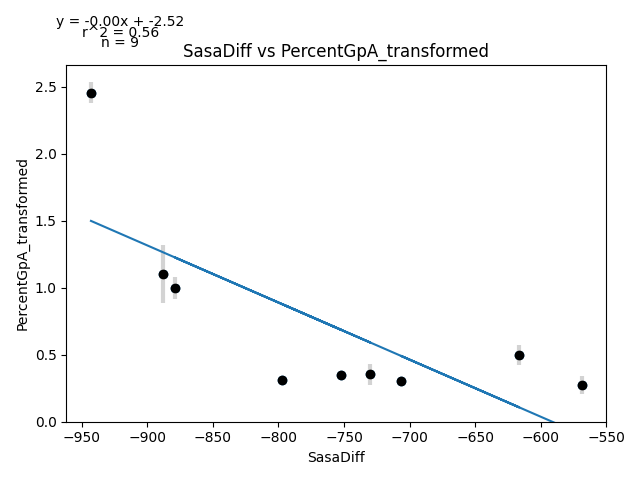 y = -0.00x + -2.52
r^2 = 0.56
n = 9
SasaDiff vs PercentGpA_transformed
PercentGpA_transformed
2.5
2.0
1.5
1.0
0.5
0.0
−950 −900 −850 −800 −750 −700 −650 −600 −550
SasaDiff